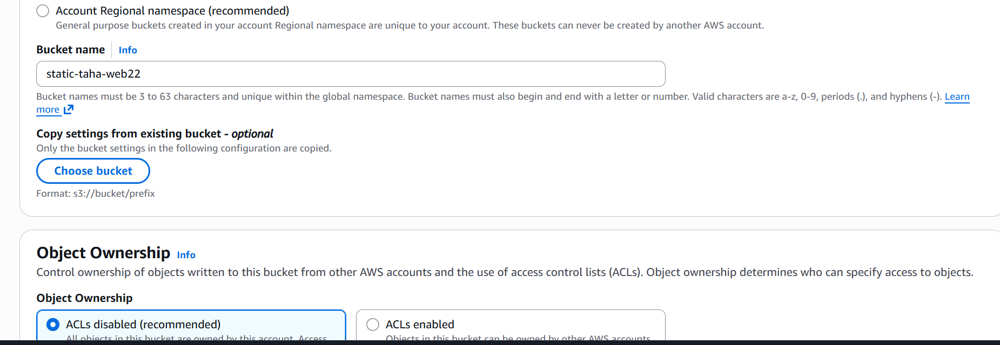 Account Regional namespace (recommended)
General purpose buckets created in your account Regional namespace are unique to your account. These buckets can never be created by another AWS account.
Bucket name Info
static-taha-web22
Bucket names must be 3 to 63 characters and unique within the global namespace. Bucket names must also begin and end with a letter or number. Valid characters are a-z, 0-9, periods (.), and hyphens (-). Learn
more
Copy settings from existing bucket - optional
Only the bucket settings in the following configuration are copied.
Choose bucket
Format: s3://bucket/prefix
Object Ownership Info
Control ownership of objects written to this bucket from other AWS accounts and the use of access control lists (ACLs). Object ownership determines who can specify access to objects.
Object Ownership
ACLs disabled (recommended) ACLs enabled
All objects in this bucket are owned by this account. Access Objects in this bucket can be owned by other AWS accounts.